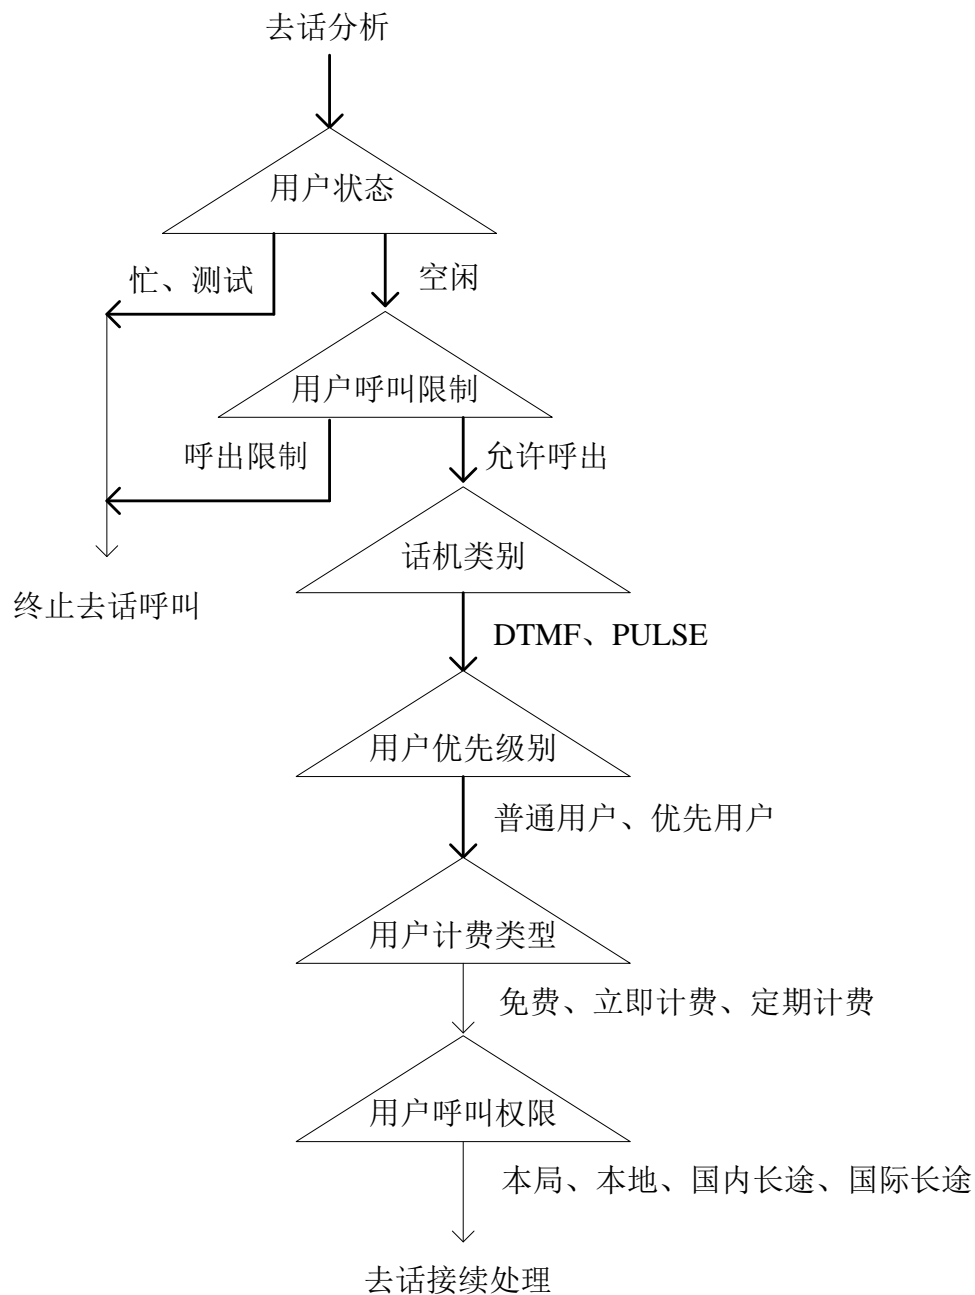 去话分析
用户状态
忙、测试
空闲
用户呼叫限制
呼出限制
允许呼出
话机类别
终止去话呼叫
DTMF、PULSE
用户优先级别
普通用户、优先用户
用户计费类型
免费、立即计费、定期计费
用户呼叫权限
本局、本地、国内长途、国际长途
去话接续处理